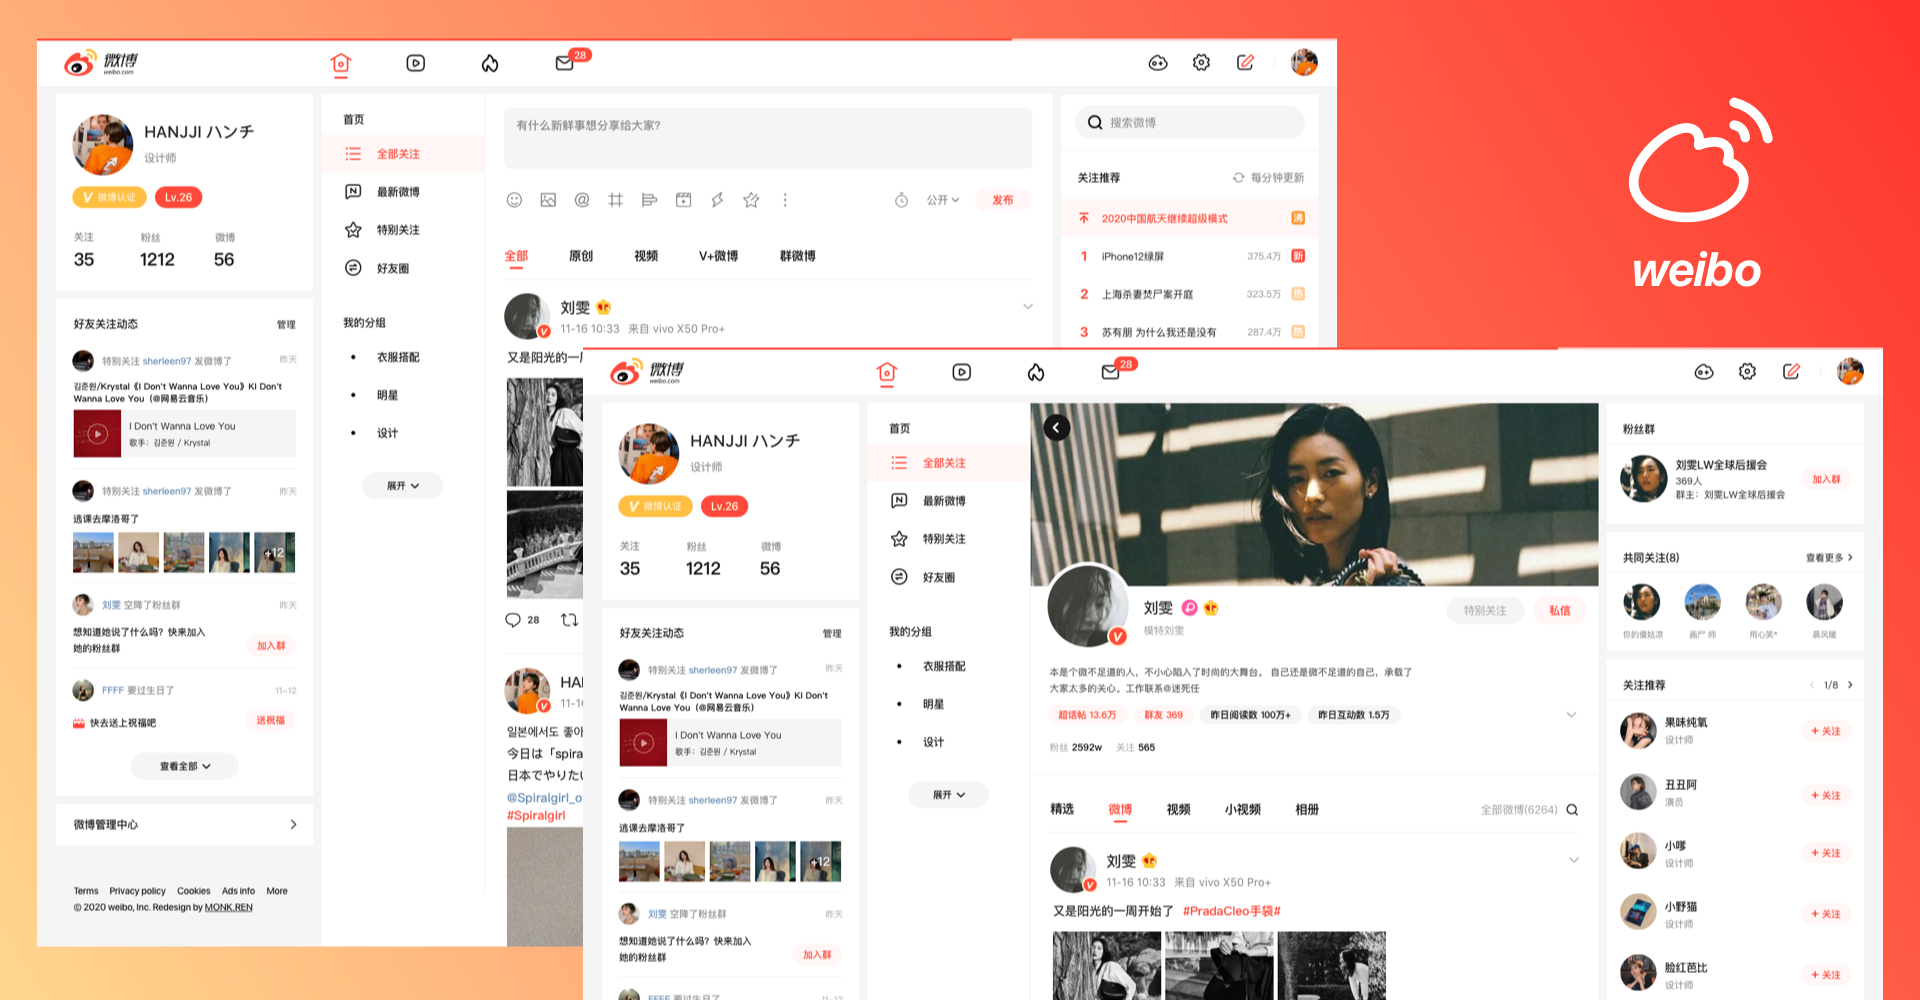 微博
weibo.com
28
HANJJI ハンチ
设计师
V 微博认证
Lv.26
关注
粉丝
微博
35
1212
56
好友关注动态
管理
特别关注 sherleen97 发微博了
昨天
김준원/Krystal《I Don't Wanna Love You》KI Don't
Wanna Love You（@网易云音乐）
I Don't Wanna Love You
歌手：김준원 / Krystal
特别关注 sherleen97 发微博了
昨天
逃课去摩洛哥了
+12
刘雯 空降了粉丝群
昨天
想知道她说了什么吗？快来加入
她的粉丝群
加入群
FFFF 要过生日了
11-12
快去送上祝福吧
送祝福
查看全部
微博管理中心
Terms Privacy policy Cookies Ads info More
© 2020 weibo, Inc. Redesign by MONK.REN
首页
全部关注
最新微博
特别关注
好友圈
我的分组
衣服搭配
明星
设计
展开
有什么新鲜事想分享给大家?
公开
发布
全部
原创
视频
V+微博
群微博
刘雯
11-16 10:33 来自 vivo X50 Pro+
又是阳光的一
28
HA
11-1
일본에서도 좋아
今日は「spira
日本でやりたい
@Spiralgirl_o
#Spiralgirl
搜索微博
关注推荐
每分钟更新
2020中国航天继续超级模式
沸
1 iPhone12绿屏 375.4万 新
2 上海杀妻焚尸案开庭 323.5万 热
3 苏有朋 为什么我还是没有 287.4万 热
weibo
微博
weibo.com
28
HANJJI ハンチ
设计师
V 微博认证
Lv.26
关注
粉丝
微博
35
1212
56
好友关注动态
管理
特别关注 sherleen97 发微博了
昨天
김준원/Krystal《I Don't Wanna Love You》KI Don't
Wanna Love You（@网易云音乐）
I Don't Wanna Love You
歌手：김준원 / Krystal
特别关注 sherleen97 发微博了
昨天
逃课去摩洛哥了
+12
刘雯 空降了粉丝群
昨天
想知道她说了什么吗？快来加入
她的粉丝群
加入群
FFFF 要过生日了
11-12
首页
全部关注
最新微博
特别关注
好友圈
我的分组
衣服搭配
明星
设计
展开
刘雯
模特刘雯
特别关注
私信
本是个微不足道的人，不小心陷入了时尚的大舞台。 自己还是微不足道的自己，承载了
大家太多的关心。工作联系@迷死任
超话帖 13.6万
群友 369
昨日阅读数 100万+
昨日互动数 1.5万
粉丝 2592w 关注 565
精选
微博
视频
小视频
相册
全部微博(6264)
刘雯
11-16 10:33 来自 vivo X50 Pro+
又是阳光的一周开始了 #PradaCleo手袋#
粉丝群
刘雯LW全球后援会
369人
群主：刘雯LW全球后援会
加入群
共同关注(8)
查看更多
你的傻姑凉
画尸 师
用心笑*
晨风暖
关注推荐
1/8
果味纯氧
设计师
+ 关注
丑丑阿
演员
+ 关注
小嗲
设计师
+ 关注
小野猫
设计师
+ 关注
脸红芭比
设计师
+ 关注